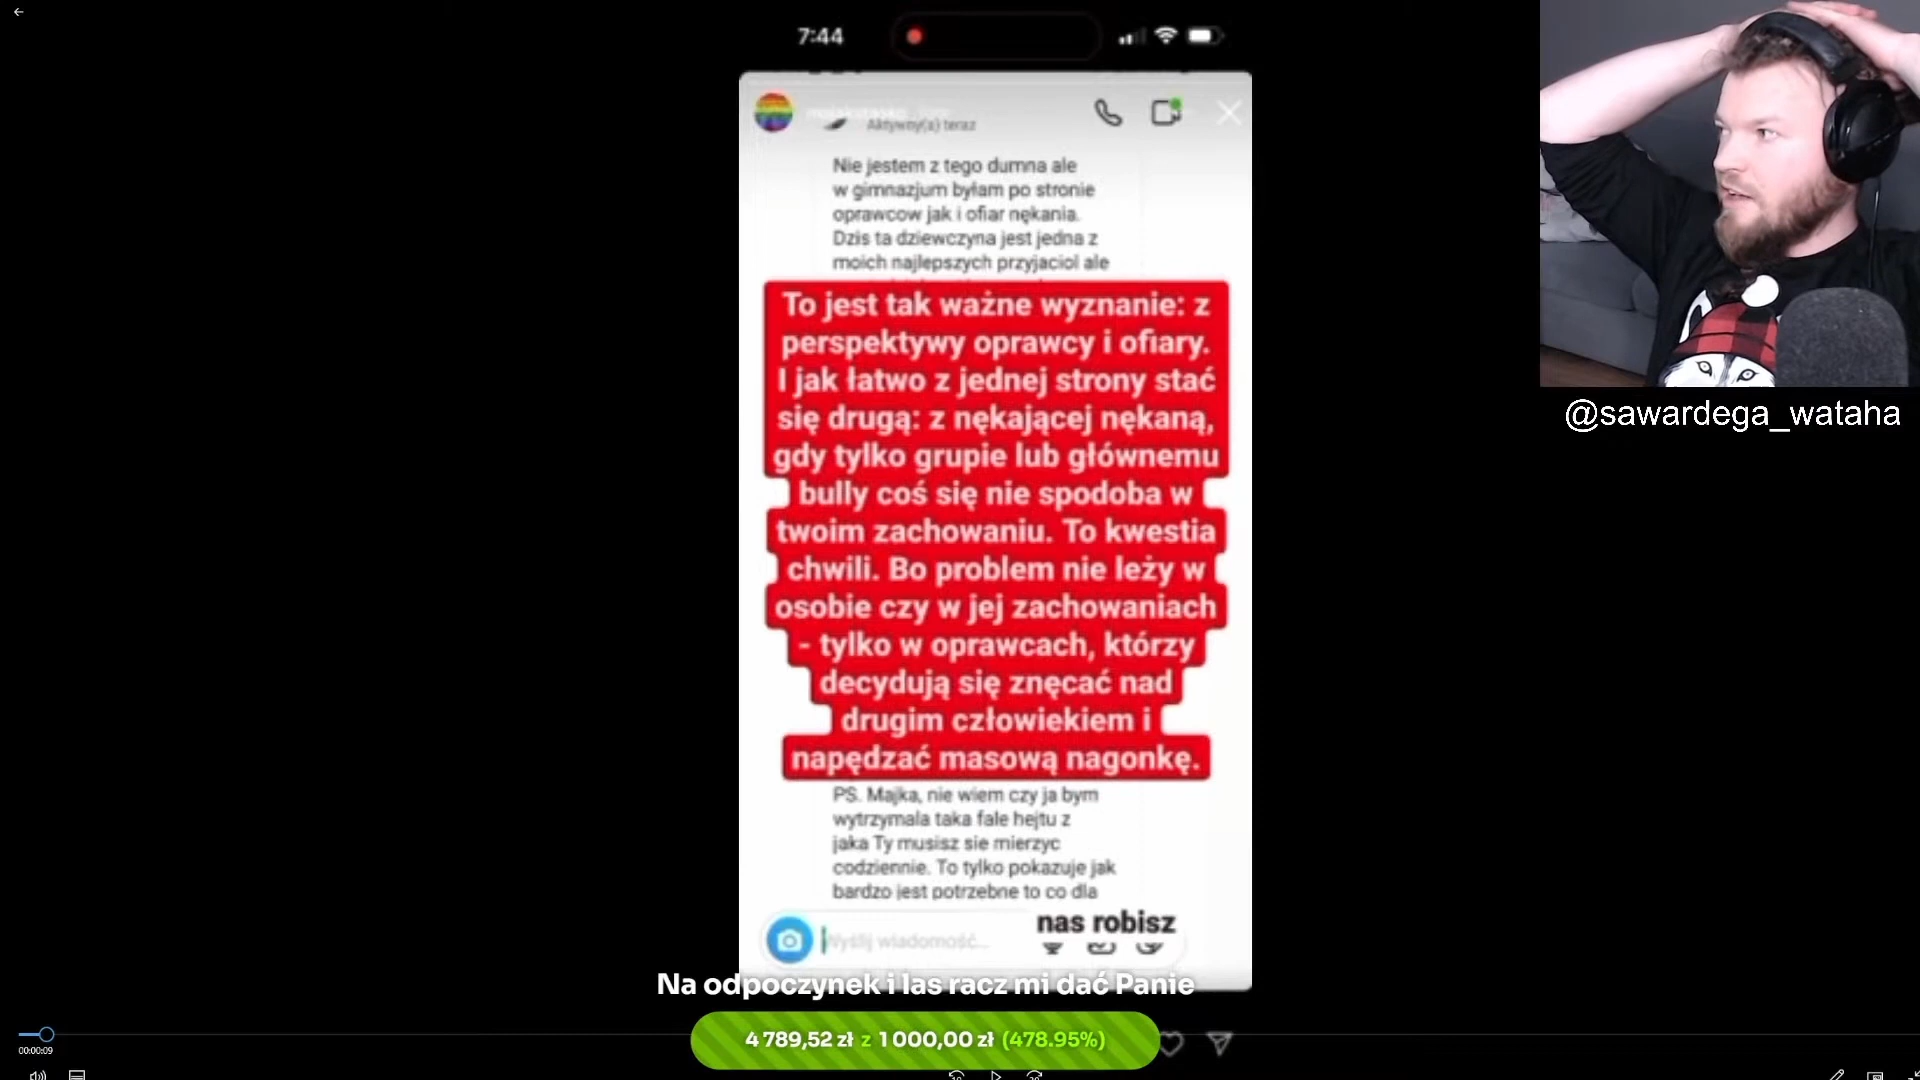 7:44
Aktywny(a) teraz
Nie jestem z tego dumna ale
w gimnazjum byłam po stronie
oprawcow jak i ofiar nękania.
Dzis ta dziewczyna jest jedna z
moich najlepszych przyjaciol ale
To jest tak ważne wyznanie: z
perspektywy oprawcy i ofiary.
I jak łatwo z jednej strony stać
się drugą: z nękającej nękaną,
gdy tylko grupie lub głównemu
bully coś się nie spodoba w
twoim zachowaniu. To kwestia
chwili. Bo problem nie leży w
osobie czy w jej zachowaniach
- tylko w oprawcach, którzy
decydują się znęcać nad
drugim człowiekiem i
napędzać masową nagonkę.
PS. Majka, nie wiem czy ja bym
wytrzymala taka fale hejtu z
jaka Ty musisz sie mierzyc
codziennie. To tylko pokazuje jak
bardzo jest potrzebne to co dla
nas robisz
Wyślij wiadomość...
Na odpoczynek i las racz mi dać Panie
4 789,52 zł z 1 000,00 zł (478.95%)
00:00:09
@sawardega_wataha